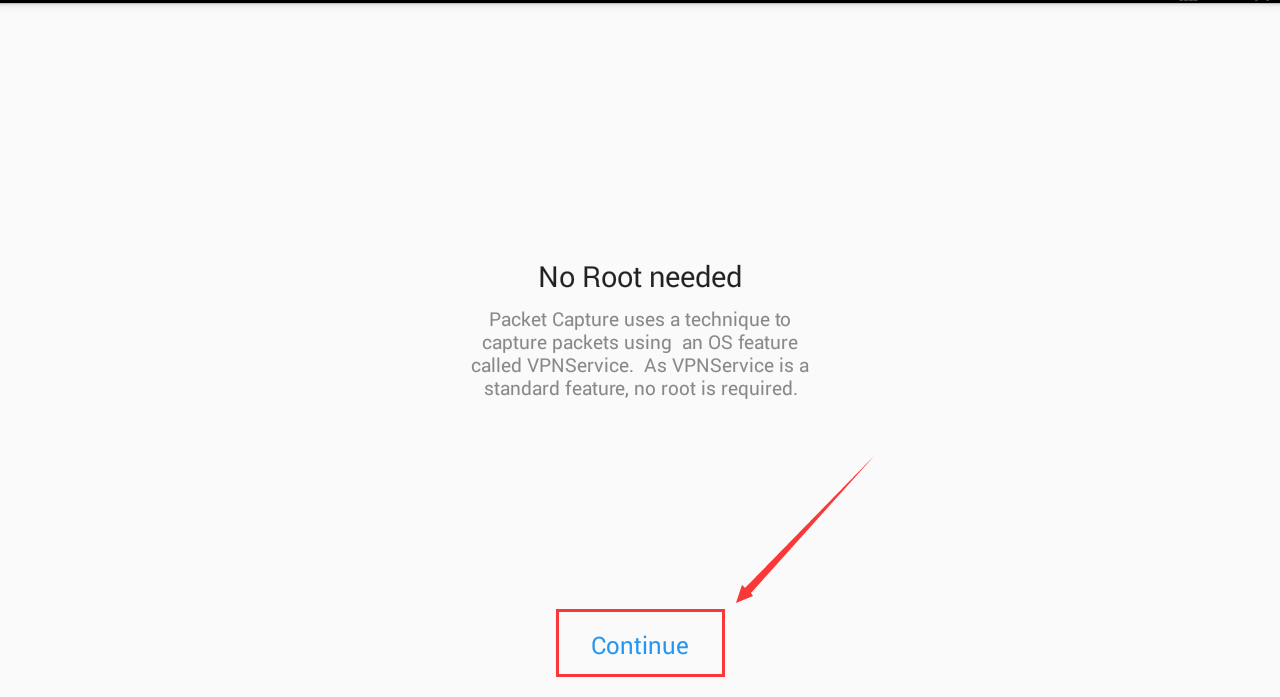 No Root needed
Packet Capture uses a technique to
capture packets using  an OS feature
called VPNService.  As VPNService is a
standard feature, no root is required.
Continue